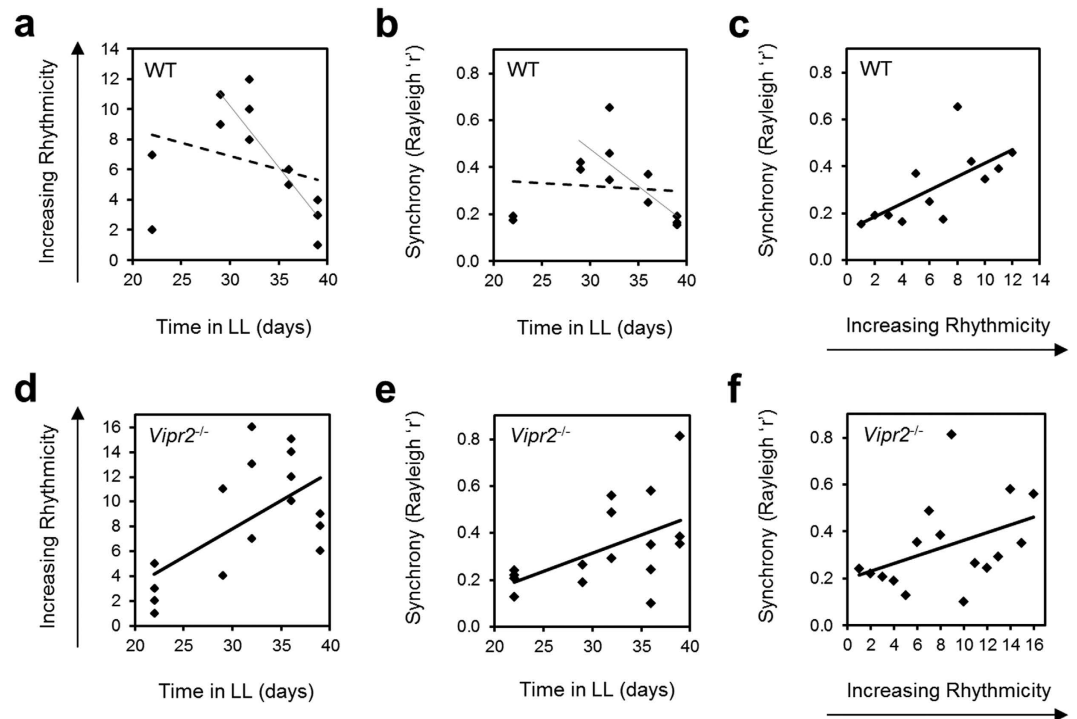 a
Increasing Rhythmicity
14
12
10
8
6
4
2
0
WT
20 25 30 35 40
Time in LL (days)
b
Synchrony (Rayleigh ‘r’)
0.8
0.6
0.4
0.2
0.0
WT
20 25 30 35 40
Time in LL (days)
c
Synchrony (Rayleigh ‘r’)
0.8
0.6
0.4
0.2
0.0
WT
0 2 4 6 8 10 12 14
Increasing Rhythmicity
d
Increasing Rhythmicity
16
14
12
10
8
6
4
2
0
Vipr2-/-
20 25 30 35 40
Time in LL (days)
e
Synchrony (Rayleigh ‘r’)
0.8
0.6
0.4
0.2
0.0
Vipr2-/-
20 25 30 35 40
Time in LL (days)
f
Synchrony (Rayleigh ‘r’)
0.8
0.6
0.4
0.2
0.0
Vipr2-/-
0 2 4 6 8 10 12 14 16
Increasing Rhythmicity